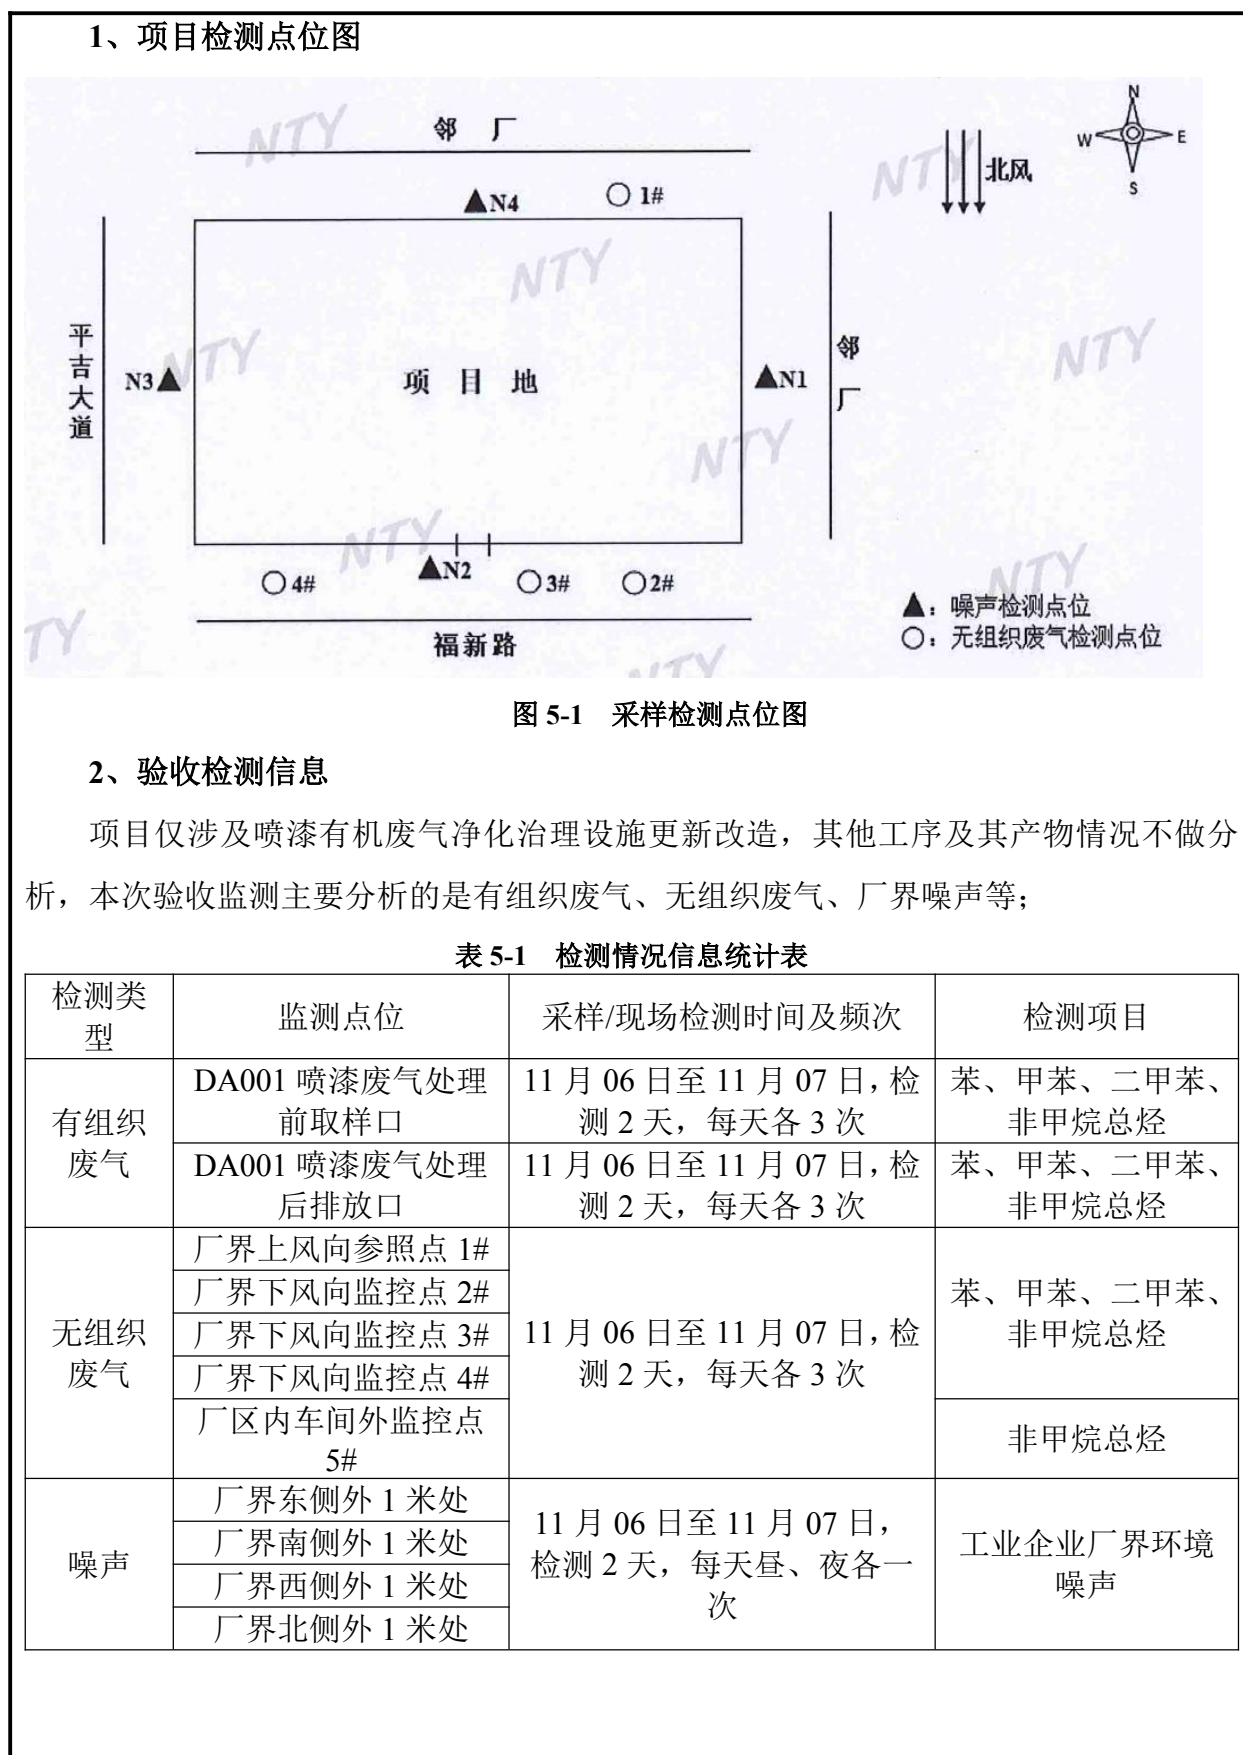 1、项目检测点位图
NTY
邻 厂
N
W
E
S
NTY
北风
▲N4
○ 1#
NTY
平吉大道
NTY
邻厂
NTY
N3▲
项 目 地
▲N1
NTY
NTY
▲N2
○4#
○3#
○2#
NTY
▲：噪声检测点位
○：无组织废气检测点位
TY
福新路
NTY
图 5-1 采样检测点位图
2、验收检测信息
项目仅涉及喷漆有机废气净化治理设施更新改造，其他工序及其产物情况不做分
析，本次验收监测主要分析的是有组织废气、无组织废气、厂界噪声等；
表 5-1 检测情况信息统计表
检测类
型
监测点位
采样/现场检测时间及频次
检测项目
有组织
废气
DA001 喷漆废气处理
前取样口
11 月 06 日至 11 月 07 日，检
测 2 天，每天各 3 次
苯、甲苯、二甲苯、
非甲烷总烃
DA001 喷漆废气处理
后排放口
11 月 06 日至 11 月 07 日，检
测 2 天，每天各 3 次
苯、甲苯、二甲苯、
非甲烷总烃
无组织
废气
厂界上风向参照点 1#
厂界下风向监控点 2#
厂界下风向监控点 3#
厂界下风向监控点 4#
厂区内车间外监控点
5#
11 月 06 日至 11 月 07 日，检
测 2 天，每天各 3 次
苯、甲苯、二甲苯、
非甲烷总烃
非甲烷总烃
噪声
厂界东侧外 1 米处
厂界南侧外 1 米处
厂界西侧外 1 米处
厂界北侧外 1 米处
11 月 06 日至 11 月 07 日，
检测 2 天，每天昼、夜各一
次
工业企业厂界环境
噪声